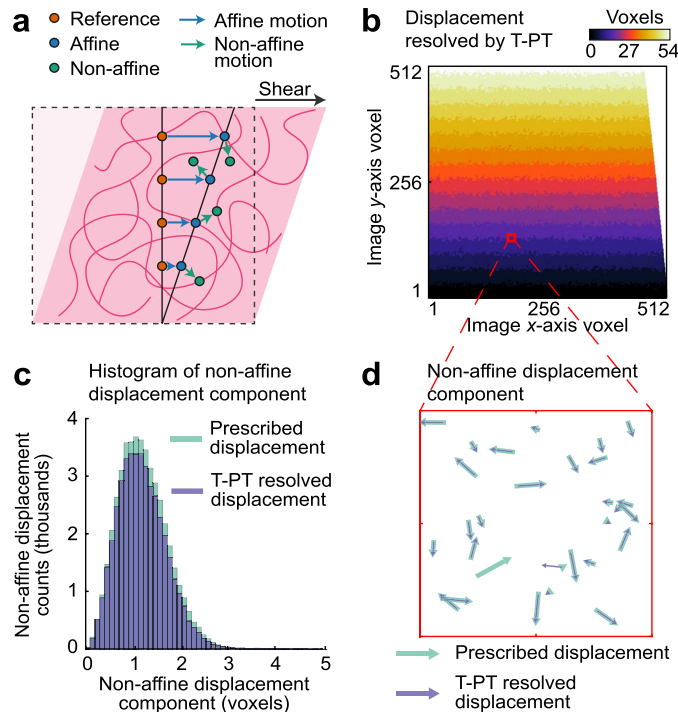 a
Reference
Affine
Non-affine
Affine motion
Non-affine
motion
Shear
b
Displacement
resolved by T-PT
Voxels
0 27 54
512
256
1
Image y-axis voxel
1 256 512
Image x-axis voxel
c
Histogram of non-affine
displacement component
Prescribed
displacement
T-PT resolved
displacement
4
3
2
1
0
Non-affine displacement
counts (thousands)
0 1 2 3 4 5
Non-affine displacement
component (voxels)
d
Non-affine displacement
component
Prescribed displacement
T-PT resolved
displacement